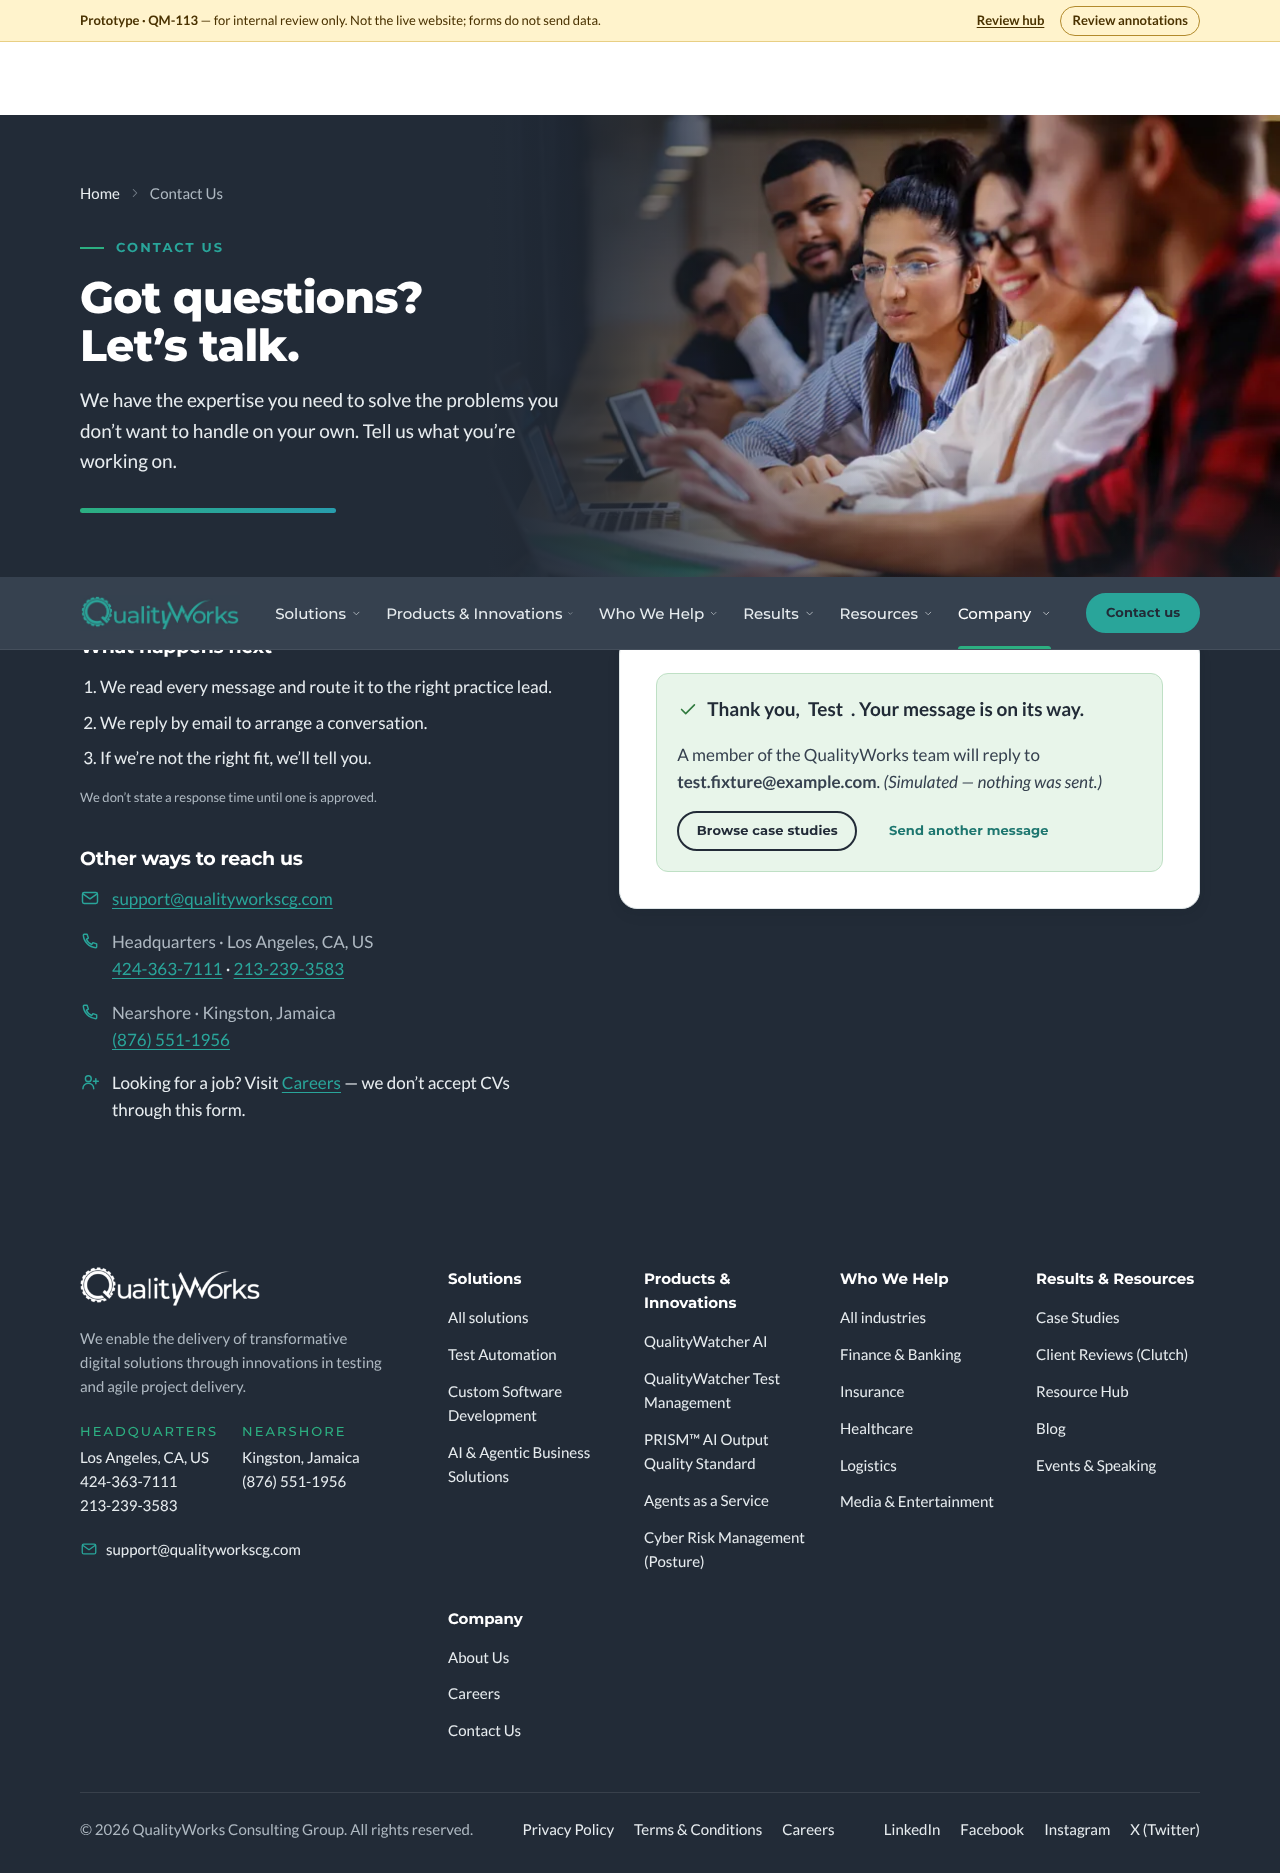 Prototype · QM-113 — for internal review only. Not the live website; forms do not send data.
Review hub
Review annotations
Home > Contact Us
CONTACT US
Got questions?
Let’s talk.
We have the expertise you need to solve the problems you
don’t want to handle on your own. Tell us what you’re
working on.
QualityWorks
Solutions
Products & Innovations
Who We Help
Results
Resources
Company
Contact us
What happens next
1. We read every message and route it to the right practice lead.
2. We reply by email to arrange a conversation.
3. If we’re not the right fit, we’ll tell you.
We don’t state a response time until one is approved.
Other ways to reach us
support@qualityworkscg.com
Headquarters · Los Angeles, CA, US
424-363-7111 · 213-239-3583
Nearshore · Kingston, Jamaica
(876) 551-1956
Looking for a job? Visit Careers — we don’t accept CVs
through this form.
Thank you, Test . Your message is on its way.
A member of the QualityWorks team will reply to
test.fixture@example.com. (Simulated — nothing was sent.)
Browse case studies
Send another message
QualityWorks
We enable the delivery of transformative
digital solutions through innovations in testing
and agile project delivery.
HEADQUARTERS
Los Angeles, CA, US
424-363-7111
213-239-3583
NEARSHORE
Kingston, Jamaica
(876) 551-1956
support@qualityworkscg.com
Solutions
All solutions
Test Automation
Custom Software
Development
AI & Agentic Business
Solutions
Products &
Innovations
QualityWatcher AI
QualityWatcher Test
Management
PRISM™ AI Output
Quality Standard
Agents as a Service
Cyber Risk Management
(Posture)
Who We Help
All industries
Finance & Banking
Insurance
Healthcare
Logistics
Media & Entertainment
Results & Resources
Case Studies
Client Reviews (Clutch)
Resource Hub
Blog
Events & Speaking
Company
About Us
Careers
Contact Us
© 2026 QualityWorks Consulting Group. All rights reserved.
Privacy Policy
Terms & Conditions
Careers
LinkedIn
Facebook
Instagram
X (Twitter)